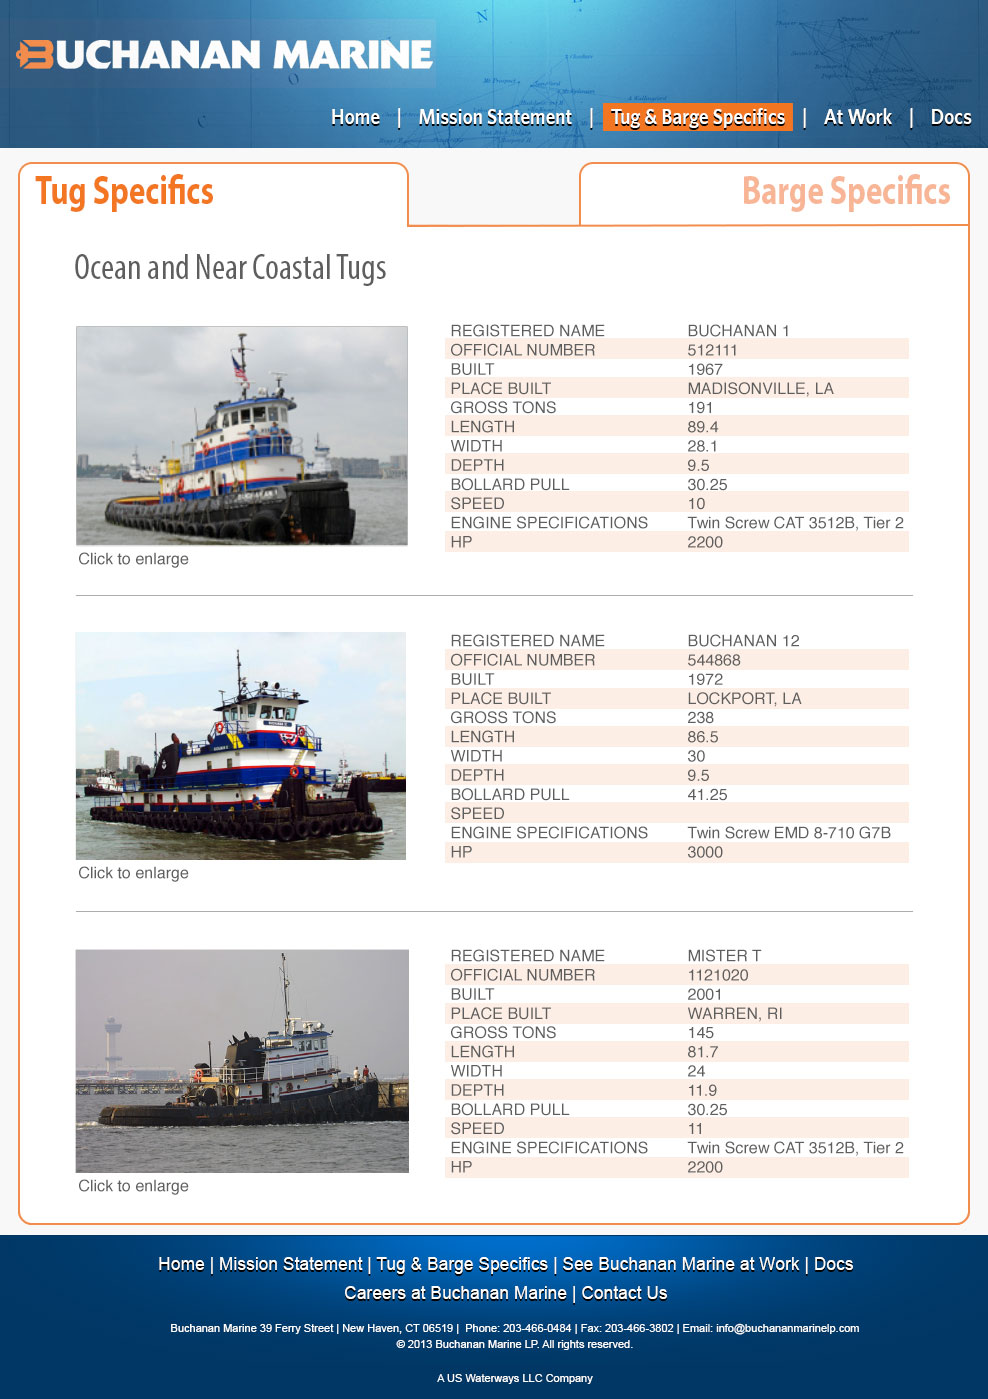 BUCHANAN MARINE
Home | Mission Statement | Tug & Barge Specifics | At Work | Docs
Tug Specifics
Barge Specifics
Ocean and Near Coastal Tugs
REGISTERED NAME BUCHANAN 1
OFFICIAL NUMBER 512111
BUILT 1967
PLACE BUILT MADISONVILLE, LA
GROSS TONS 191
LENGTH 89.4
WIDTH 28.1
DEPTH 9.5
BOLLARD PULL 30.25
SPEED 10
ENGINE SPECIFICATIONS Twin Screw CAT 3512B, Tier 2
HP 2200
Click to enlarge
REGISTERED NAME BUCHANAN 12
OFFICIAL NUMBER 544868
BUILT 1972
PLACE BUILT LOCKPORT, LA
GROSS TONS 238
LENGTH 86.5
WIDTH 30
DEPTH 9.5
BOLLARD PULL 41.25
SPEED
ENGINE SPECIFICATIONS Twin Screw EMD 8-710 G7B
HP 3000
Click to enlarge
REGISTERED NAME MISTER T
OFFICIAL NUMBER 1121020
BUILT 2001
PLACE BUILT WARREN, RI
GROSS TONS 145
LENGTH 81.7
WIDTH 24
DEPTH 11.9
BOLLARD PULL 30.25
SPEED 11
ENGINE SPECIFICATIONS Twin Screw CAT 3512B, Tier 2
HP 2200
Click to enlarge
Home | Mission Statement | Tug & Barge Specifics | See Buchanan Marine at Work | Docs
Careers at Buchanan Marine | Contact Us
Buchanan Marine 39 Ferry Street | New Haven, CT 06519 | Phone: 203-466-0484 | Fax: 203-466-3802 | Email: info@buchananmarinelp.com
© 2013 Buchanan Marine LP. All rights reserved.
A US Waterways LLC Company